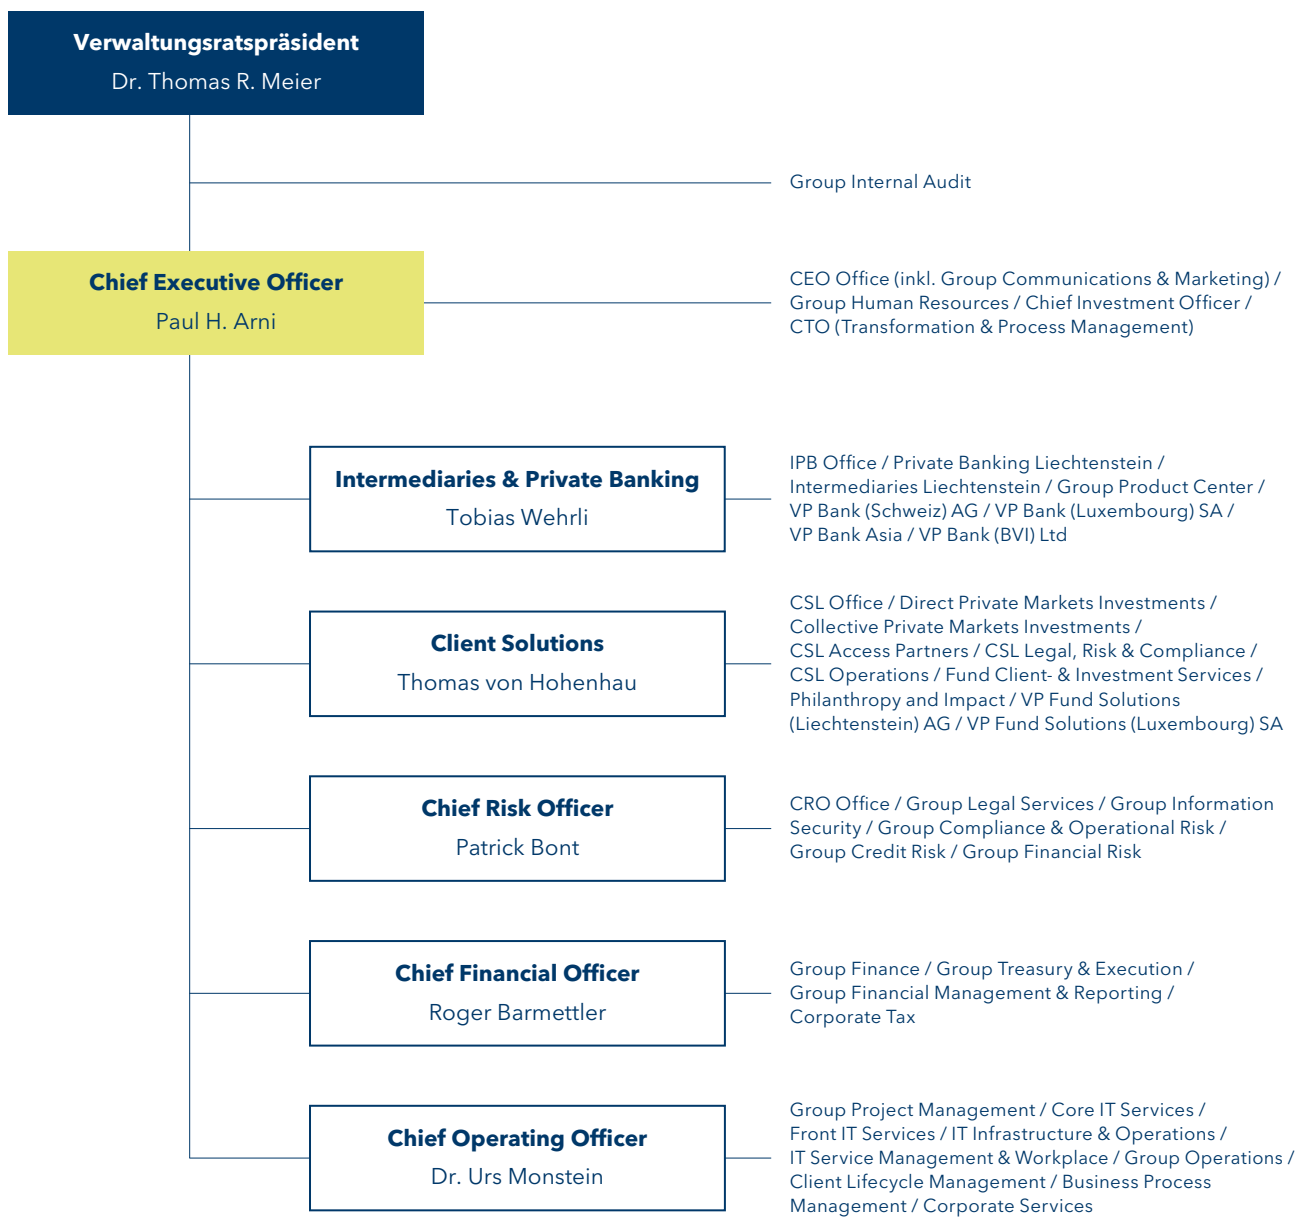 Verwaltungsratspräsident
Dr. Thomas R. Meier
Group Internal Audit
Chief Executive Officer
Paul H. Arni
CEO Office (inkl. Group Communications & Marketing) /
Group Human Resources / Chief Investment Officer /
CTO (Transformation & Process Management)
Intermediaries & Private Banking
Tobias Wehrli
IPB Office / Private Banking Liechtenstein /
Intermediaries Liechtenstein / Group Product Center /
VP Bank (Schweiz) AG / VP Bank (Luxembourg) SA /
VP Bank Asia / VP Bank (BVI) Ltd
Client Solutions
Thomas von Hohenhau
CSL Office / Direct Private Markets Investments /
Collective Private Markets Investments /
CSL Access Partners / CSL Legal, Risk & Compliance /
CSL Operations / Fund Client- & Investment Services /
Philanthropy and Impact / VP Fund Solutions
(Liechtenstein) AG / VP Fund Solutions (Luxembourg) SA
Chief Risk Officer
Patrick Bont
CRO Office / Group Legal Services / Group Information
Security / Group Compliance & Operational Risk /
Group Credit Risk / Group Financial Risk
Chief Financial Officer
Roger Barmettler
Group Finance / Group Treasury & Execution /
Group Financial Management & Reporting /
Corporate Tax
Chief Operating Officer
Dr. Urs Monstein
Group Project Management / Core IT Services /
Front IT Services / IT Infrastructure & Operations /
IT Service Management & Workplace / Group Operations /
Client Lifecycle Management / Business Process
Management / Corporate Services